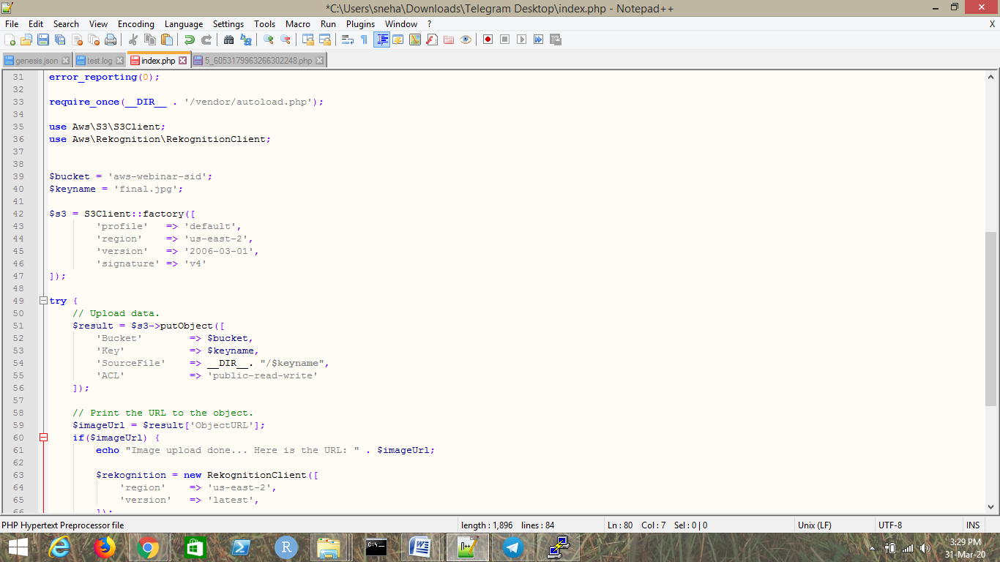 *C:\Users\sneha\Downloads\Telegram Desktop\index.php - Notepad++
File Edit Search View Encoding Language Settings Tools Macro Run Plugins Window ? X
genesis.json test.log index.php 5_6053179963266302248.php
31 error_reporting(0);
32
33 require_once(__DIR__ . '/vendor/autoload.php');
34
35 use Aws\S3\S3Client;
36 use Aws\Rekognition\RekognitionClient;
37
38
39 $bucket = 'aws-webinar-sid';
40 $keyname = 'final.jpg';
41
42 $s3 = S3Client::factory([
43 'profile' => 'default',
44 'region' => 'us-east-2',
45 'version' => '2006-03-01',
46 'signature' => 'v4'
47 ]);
48
49 try {
50 // Upload data.
51 $result = $s3->putObject([
52 'Bucket' => $bucket,
53 'Key' => $keyname,
54 'SourceFile' => __DIR__. "/$keyname",
55 'ACL' => 'public-read-write'
56 ]);
57
58 // Print the URL to the object.
59 $imageUrl = $result['ObjectURL'];
60 if($imageUrl) {
61 echo "Image upload done... Here is the URL: " . $imageUrl;
62
63 $rekognition = new RekognitionClient([
64 'region' => 'us-east-2',
65 'version' => 'latest',
66 ]);
PHP Hypertext Preprocessor file length : 1,896 lines : 84 Ln : 80 Col : 7 Sel : 0 | 0 Unix (LF) UTF-8 INS
3:29 PM
31-Mar-20